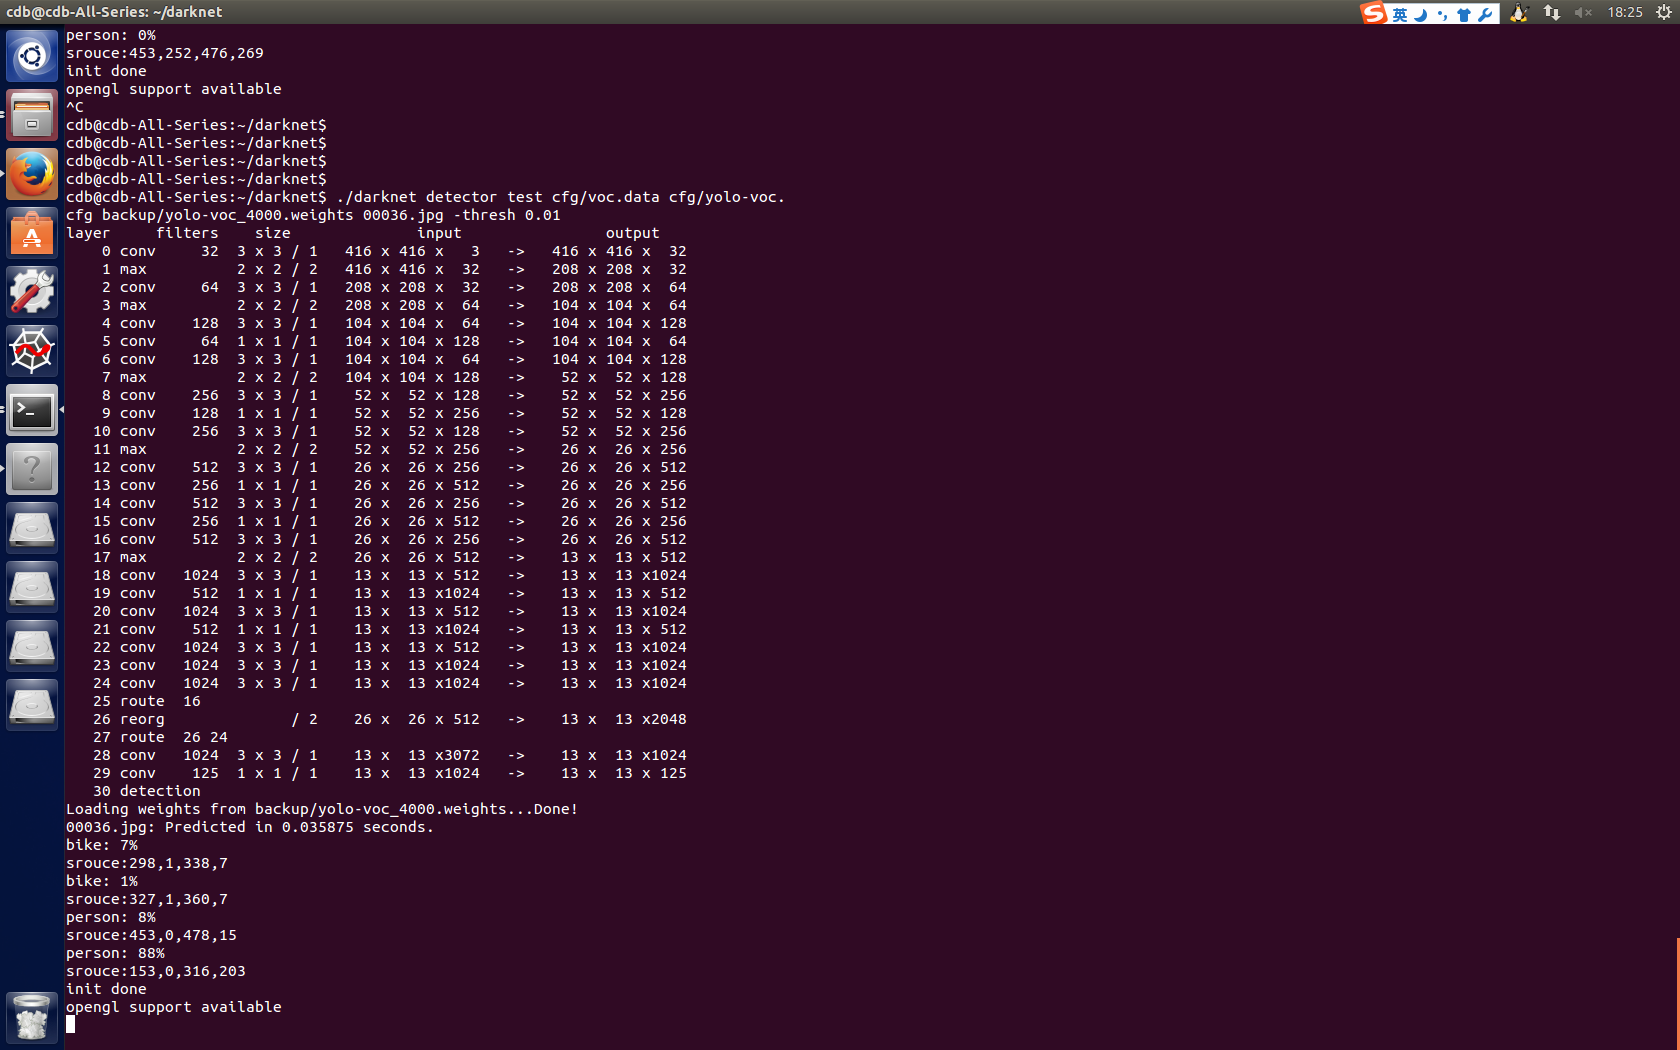 cdb@cdb-All-Series: ~/darknet
英
18:25
person: 0%
srouce:453,252,476,269
init done
opengl support available
^C
cdb@cdb-All-Series:~/darknet$
cdb@cdb-All-Series:~/darknet$
cdb@cdb-All-Series:~/darknet$
cdb@cdb-All-Series:~/darknet$
cdb@cdb-All-Series:~/darknet$ ./darknet detector test cfg/voc.data cfg/yolo-voc.
cfg backup/yolo-voc_4000.weights 00036.jpg -thresh 0.01
layer     filters    size              input                output
    0 conv     32  3 x 3 / 1   416 x 416 x   3   ->   416 x 416 x  32
    1 max          2 x 2 / 2   416 x 416 x  32   ->   208 x 208 x  32
    2 conv     64  3 x 3 / 1   208 x 208 x  32   ->   208 x 208 x  64
    3 max          2 x 2 / 2   208 x 208 x  64   ->   104 x 104 x  64
    4 conv    128  3 x 3 / 1   104 x 104 x  64   ->   104 x 104 x 128
    5 conv     64  1 x 1 / 1   104 x 104 x 128   ->   104 x 104 x  64
    6 conv    128  3 x 3 / 1   104 x 104 x  64   ->   104 x 104 x 128
    7 max          2 x 2 / 2   104 x 104 x 128   ->    52 x  52 x 128
    8 conv    256  3 x 3 / 1    52 x  52 x 128   ->    52 x  52 x 256
    9 conv    128  1 x 1 / 1    52 x  52 x 256   ->    52 x  52 x 128
   10 conv    256  3 x 3 / 1    52 x  52 x 128   ->    52 x  52 x 256
   11 max          2 x 2 / 2    52 x  52 x 256   ->    26 x  26 x 256
   12 conv    512  3 x 3 / 1    26 x  26 x 256   ->    26 x  26 x 512
   13 conv    256  1 x 1 / 1    26 x  26 x 512   ->    26 x  26 x 256
   14 conv    512  3 x 3 / 1    26 x  26 x 256   ->    26 x  26 x 512
   15 conv    256  1 x 1 / 1    26 x  26 x 512   ->    26 x  26 x 256
   16 conv    512  3 x 3 / 1    26 x  26 x 256   ->    26 x  26 x 512
   17 max          2 x 2 / 2    26 x  26 x 512   ->    13 x  13 x 512
   18 conv   1024  3 x 3 / 1    13 x  13 x 512   ->    13 x  13 x1024
   19 conv    512  1 x 1 / 1    13 x  13 x1024   ->    13 x  13 x 512
   20 conv   1024  3 x 3 / 1    13 x  13 x 512   ->    13 x  13 x1024
   21 conv    512  1 x 1 / 1    13 x  13 x1024   ->    13 x  13 x 512
   22 conv   1024  3 x 3 / 1    13 x  13 x 512   ->    13 x  13 x1024
   23 conv   1024  3 x 3 / 1    13 x  13 x1024   ->    13 x  13 x1024
   24 conv   1024  3 x 3 / 1    13 x  13 x1024   ->    13 x  13 x1024
   25 route  16
   26 reorg              / 2    26 x  26 x 512   ->    13 x  13 x2048
   27 route  26 24
   28 conv   1024  3 x 3 / 1    13 x  13 x3072   ->    13 x  13 x1024
   29 conv    125  1 x 1 / 1    13 x  13 x1024   ->    13 x  13 x 125
   30 detection
Loading weights from backup/yolo-voc_4000.weights...Done!
00036.jpg: Predicted in 0.035875 seconds.
bike: 7%
srouce:298,1,338,7
bike: 1%
srouce:327,1,360,7
person: 8%
srouce:453,0,478,15
person: 88%
srouce:153,0,316,203
init done
opengl support available